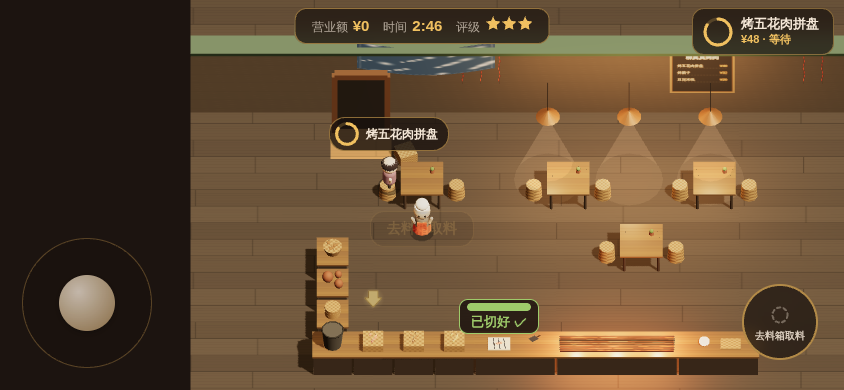 营业额 ¥0 时间 2:46 评级
烤五花肉拼盘
¥48 · 等待
烤五花肉拼盘
去料箱取料
已切好
去料箱取料